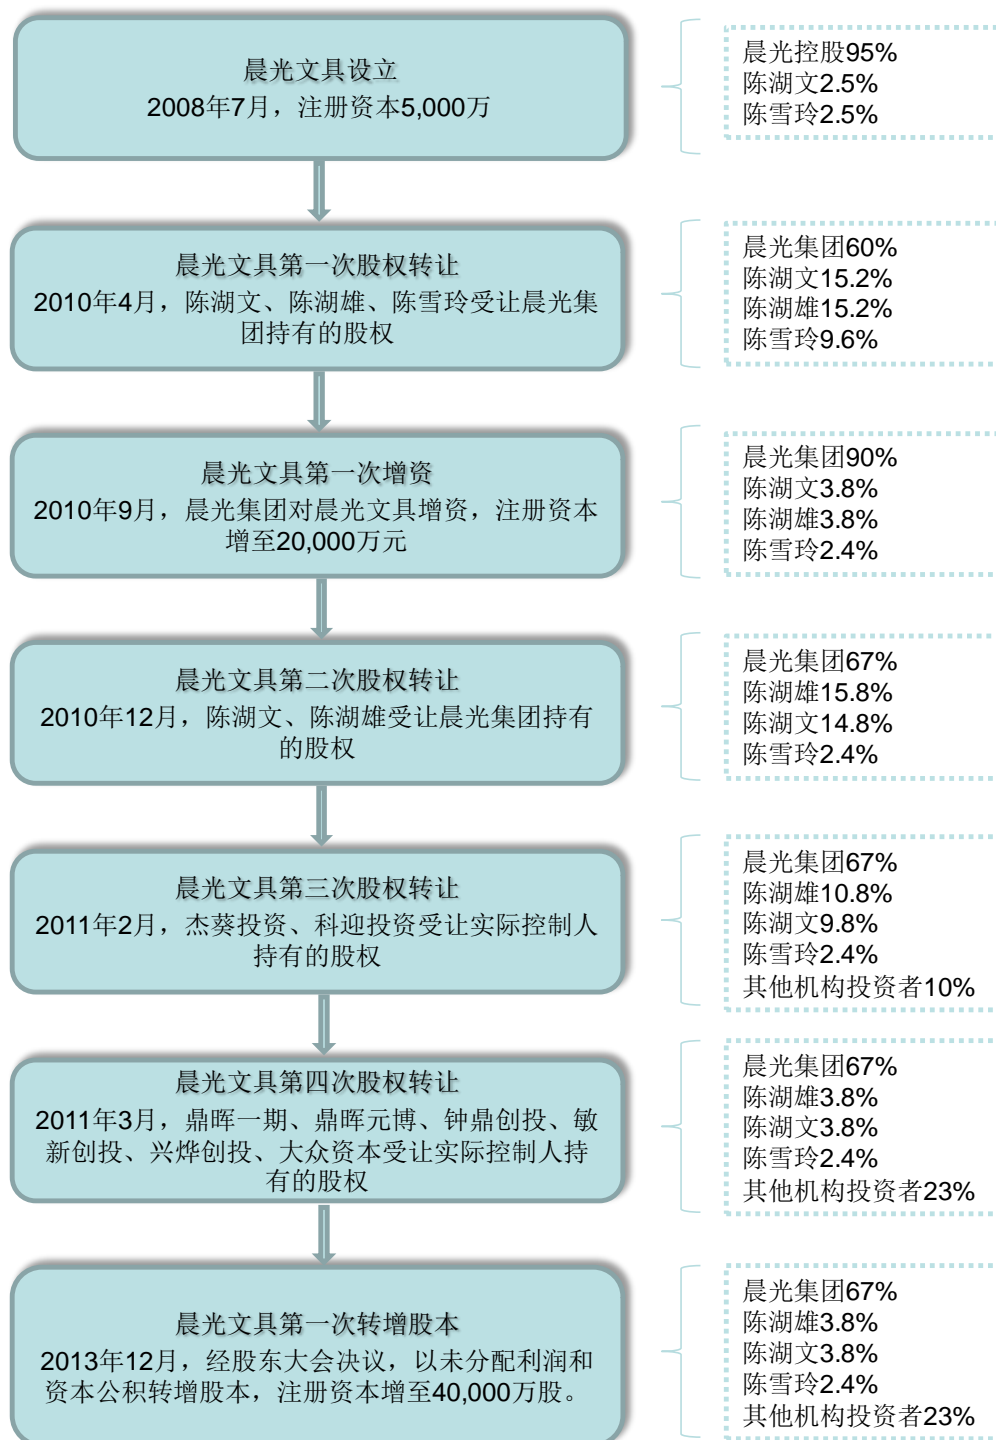 晨光文具设立
2008年7月，注册资本5,000万
晨光控股95%
陈湖文2.5%
陈雪玲2.5%
晨光文具第一次股权转让
2010年4月，陈湖文、陈湖雄、陈雪玲受让晨光集
团持有的股权
晨光集团60%
陈湖文15.2%
陈湖雄15.2%
陈雪玲9.6%
晨光文具第一次增资
2010年9月，晨光集团对晨光文具增资，注册资本
增至20,000万元
晨光集团90%
陈湖文3.8%
陈湖雄3.8%
陈雪玲2.4%
晨光文具第二次股权转让
2010年12月，陈湖文、陈湖雄受让晨光集团持有
的股权
晨光集团67%
陈湖雄15.8%
陈湖文14.8%
陈雪玲2.4%
晨光文具第三次股权转让
2011年2月，杰葵投资、科迎投资受让实际控制人
持有的股权
晨光集团67%
陈湖雄10.8%
陈湖文9.8%
陈雪玲2.4%
其他机构投资者10%
晨光文具第四次股权转让
2011年3月，鼎晖一期、鼎晖元博、钟鼎创投、敏
新创投、兴烨创投、大众资本受让实际控制人持
有的股权
晨光集团67%
陈湖雄3.8%
陈湖文3.8%
陈雪玲2.4%
其他机构投资者23%
晨光文具第一次转增股本
2013年12月，经股东大会决议，以未分配利润和
资本公积转增股本，注册资本增至40,000万股。
晨光集团67%
陈湖雄3.8%
陈湖文3.8%
陈雪玲2.4%
其他机构投资者23%